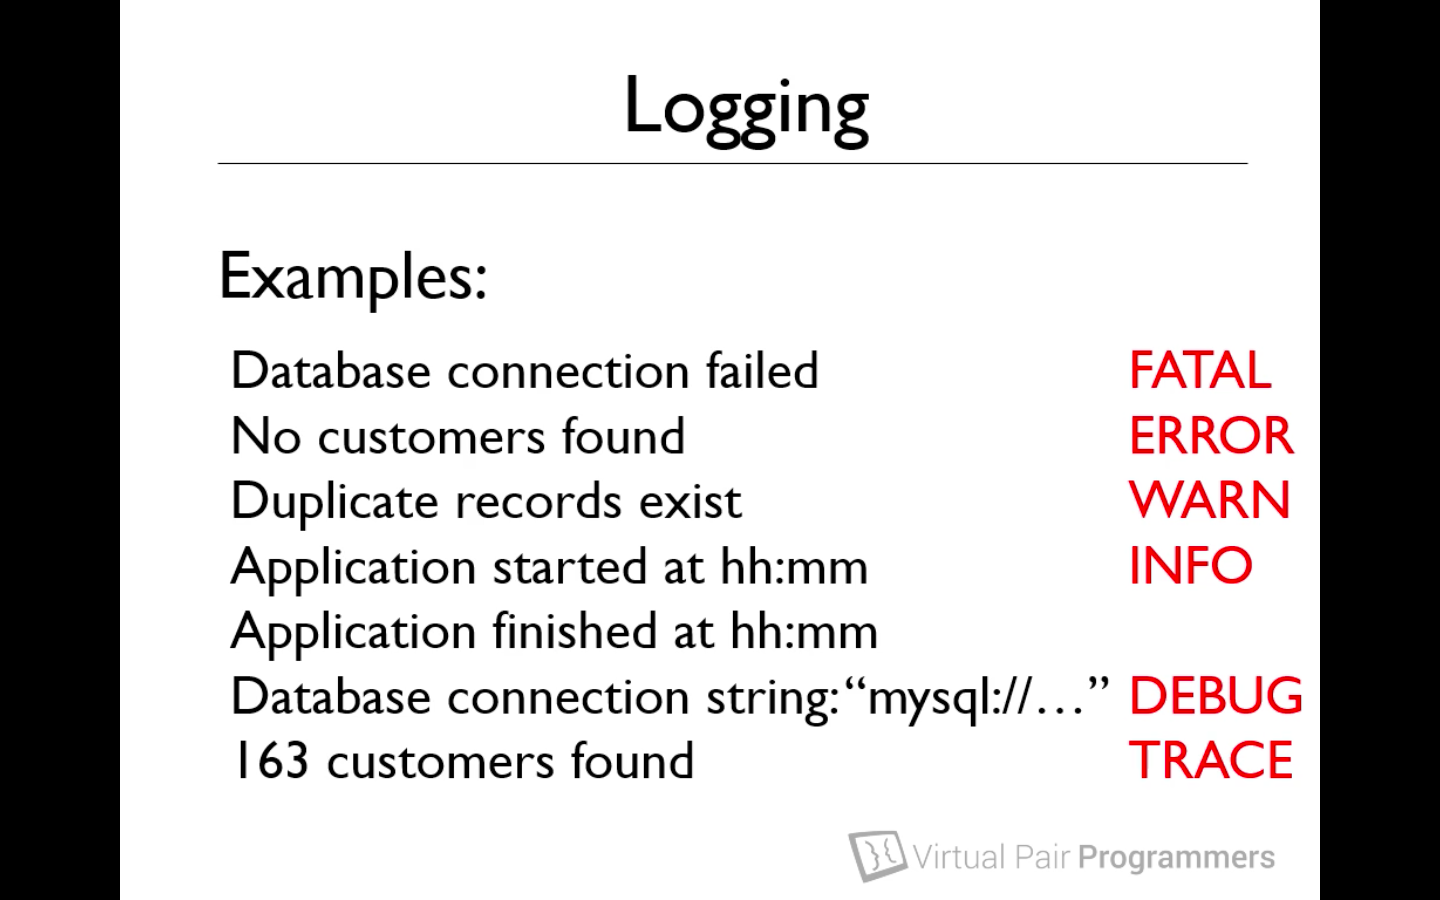 Logging
Examples:
Database connection failed FATAL
No customers found ERROR
Duplicate records exist WARN
Application started at hh:mm INFO
Application finished at hh:mm
Database connection string: “mysql://…” DEBUG
163 customers found TRACE
Virtual Pair Programmers